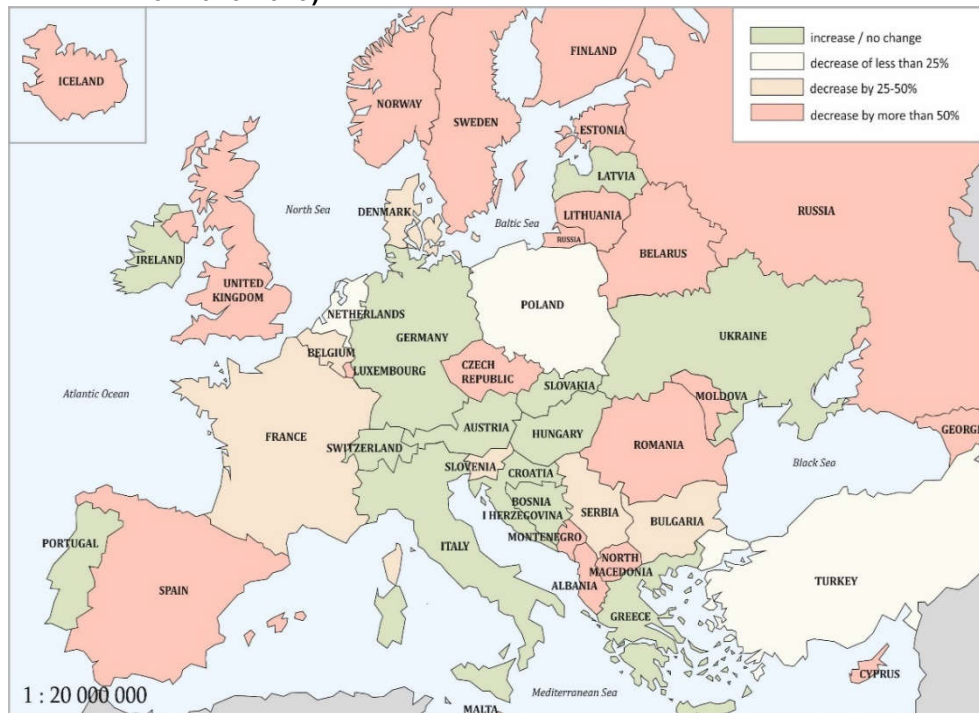 ICELAND
FINLAND
NORWAY
SWEDEN
ESTONIA
LATVIA
LITHUANIA
RUSSIA
RUSSIA
BELARUS
North Sea
Baltic Sea
DENMARK
IRELAND
UNITED
KINGDOM
NETHERLANDS
BELGIUM
LUXEMBOURG
GERMANY
POLAND
CZECH
REPUBLIC
SLOVAKIA
UKRAINE
MOLDOVA
Atlantic Ocean
FRANCE
SWITZERLAND
AUSTRIA
HUNGARY
ROMANIA
SLOVENIA
CROATIA
BOSNIA
I HERZEGOVINA
MONTENEGRO
SERBIA
BULGARIA
Black Sea
GEORG
PORTUGAL
SPAIN
ITALY
NORTH
MACEDONIA
ALBANIA
GREECE
TURKEY
CYPRUS
Mediterranean Sea
MALTA
increase / no change
decrease of less than 25%
decrease by 25-50%
decrease by more than 50%
1 : 20 000 000